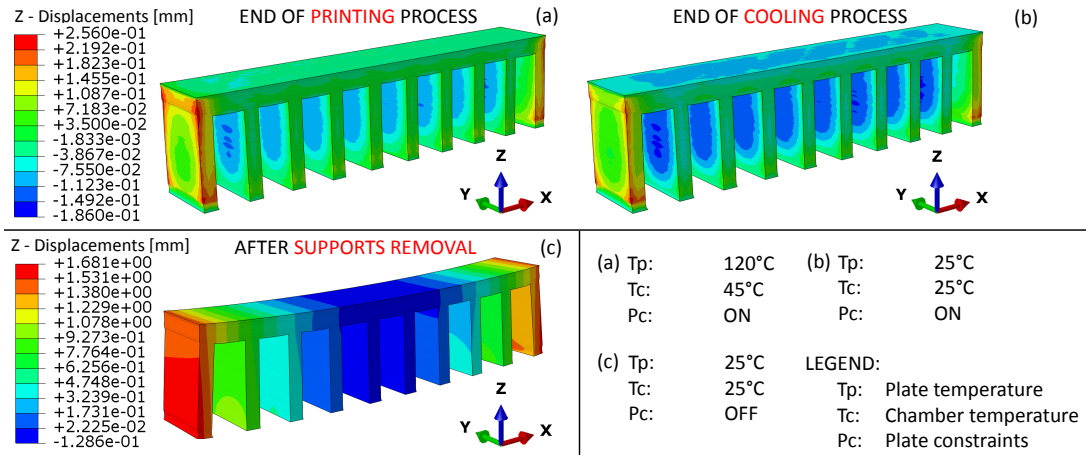 Z - Displacements [mm]
END OF PRINTING PROCESS
(a)
+2.560e-01
+2.192e-01
+1.823e-01
+1.455e-01
+1.087e-01
+7.183e-02
+3.500e-02
-1.833e-03
-3.867e-02
-7.550e-02
-1.123e-01
-1.492e-01
-1.860e-01
Z
Y
X
END OF COOLING PROCESS
(b)
Z
Y
X
Z - Displacements [mm]
AFTER SUPPORTS REMOVAL
(c)
+1.681e+00
+1.531e+00
+1.380e+00
+1.229e+00
+1.078e+00
+9.273e-01
+7.764e-01
+6.256e-01
+4.748e-01
+3.239e-01
+1.731e-01
+2.225e-02
-1.286e-01
Z
Y
X
(a) Tp: 120°C
Tc: 45°C
Pc: ON
(b) Tp: 25°C
Tc: 25°C
Pc: ON
(c) Tp: 25°C
Tc: 25°C
Pc: OFF
LEGEND:
Tp: Plate temperature
Tc: Chamber temperature
Pc: Plate constraints